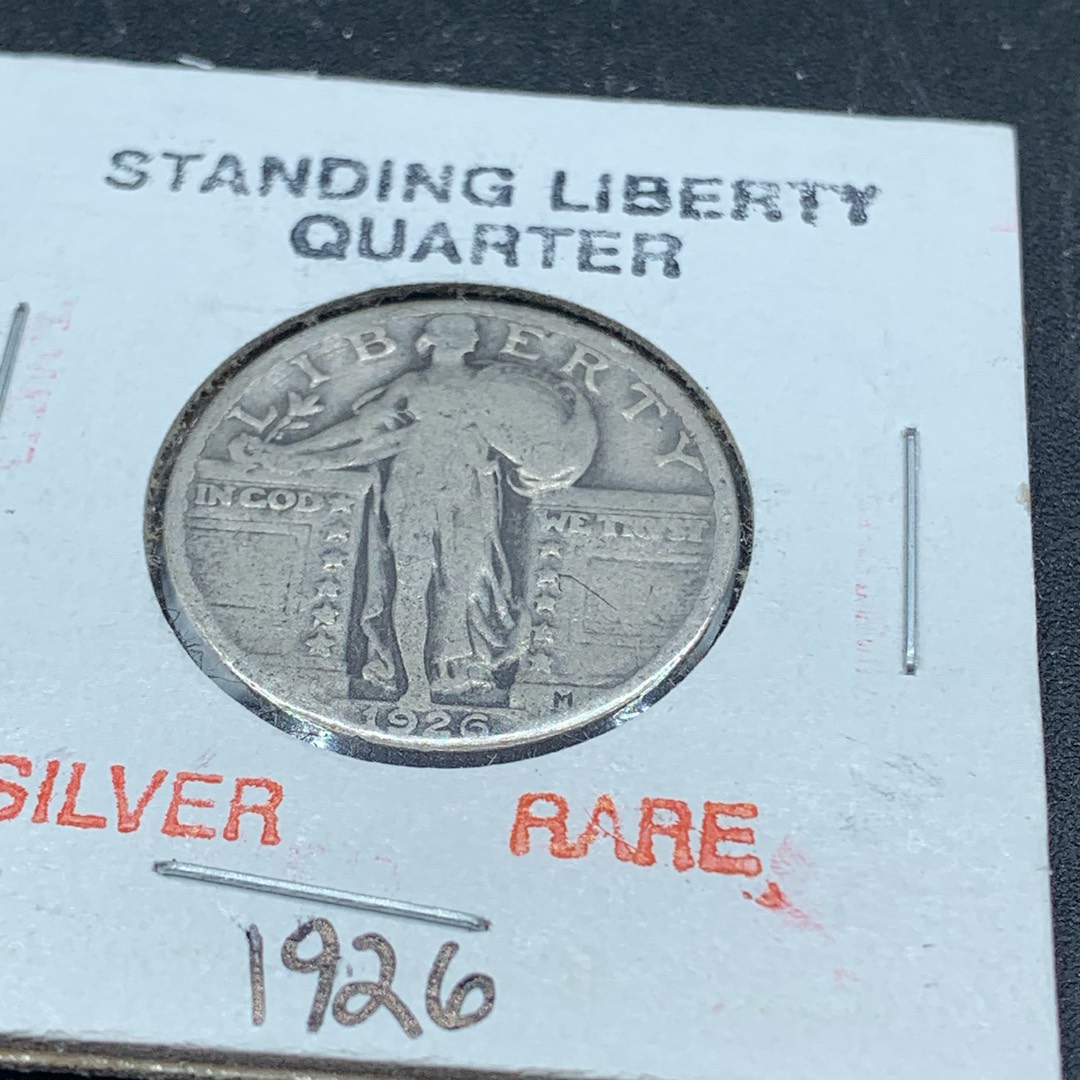 STANDING LIBERTY
QUARTER
LIBERTY
IN GOD WE TRUST
M
1926
SILVER RARE
1926